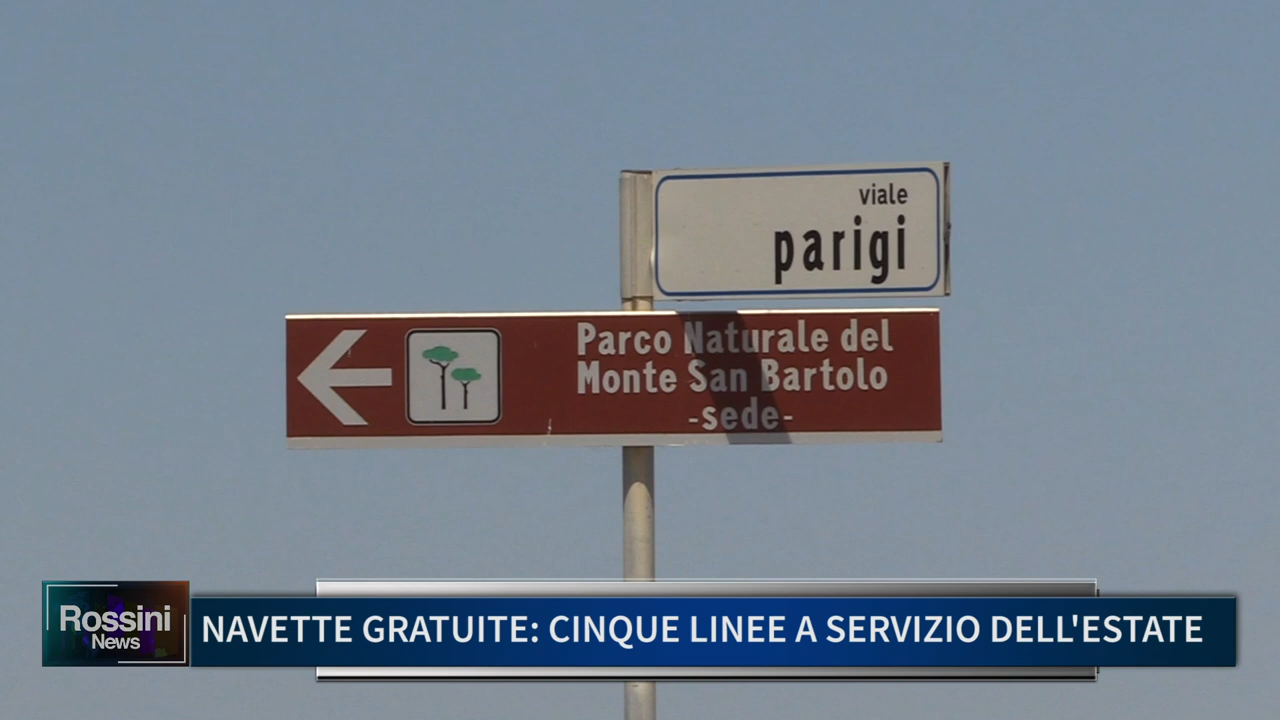 viale
parigi
Parco Naturale del
Monte San Bartolo
-sede-
Rossini
News
NAVETTE GRATUITE: CINQUE LINEE A SERVIZIO DELL'ESTATE